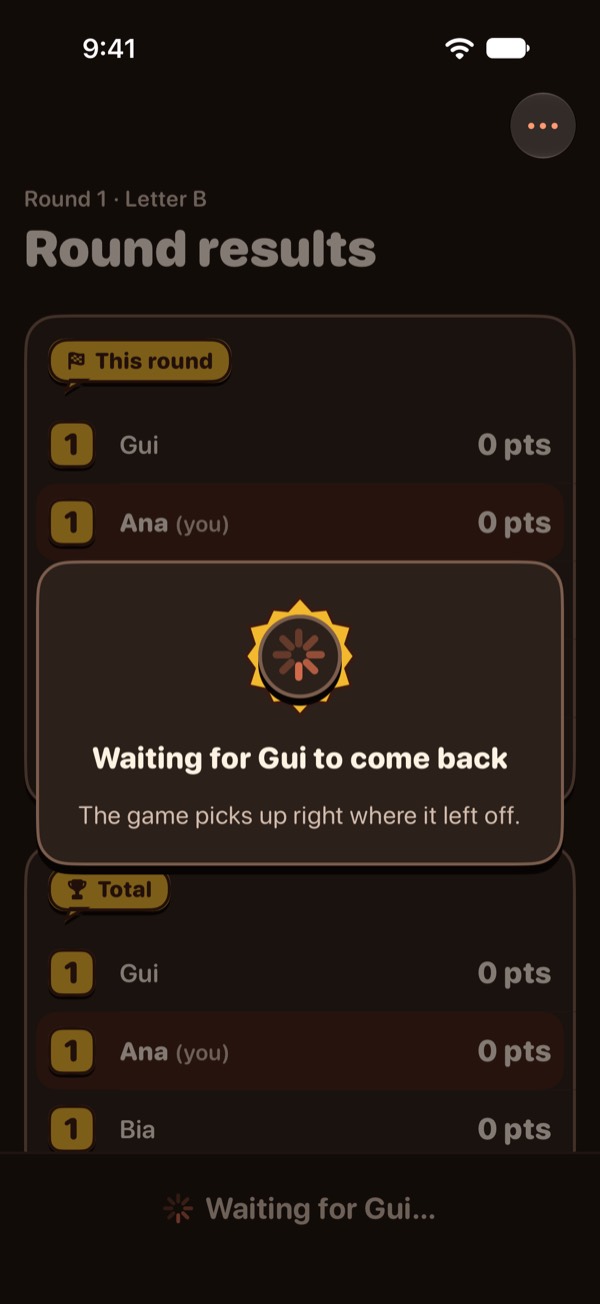 9:41
Round 1 · Letter B
Round results
This round
1 Gui 0 pts
1 Ana (you) 0 pts
Waiting for Gui to come back
The game picks up right where it left off.
Total
1 Gui 0 pts
1 Ana (you) 0 pts
1 Bia 0 pts
Waiting for Gui...